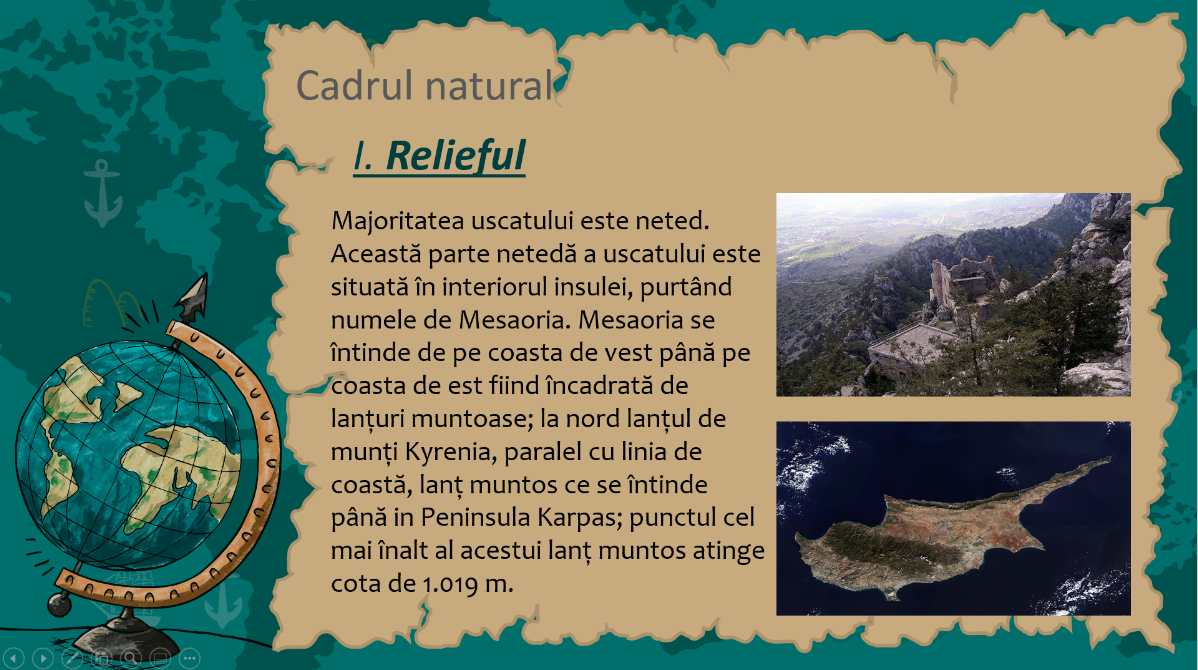 Cadrul natural
I. Relieful
Majoritatea uscatului este neted.
Această parte netedă a uscatului este
situată în interiorul insulei, purtând
numele de Mesaoria. Mesaoria se
întinde de pe coasta de vest până pe
coasta de est fiind încadrată de
lanțuri muntoase; la nord lanțul de
munți Kyrenia, paralel cu linia de
coastă, lanț muntos ce se întinde
până in Peninsula Karpas; punctul cel
mai înalt al acestui lanț muntos atinge
cota de 1.019 m.